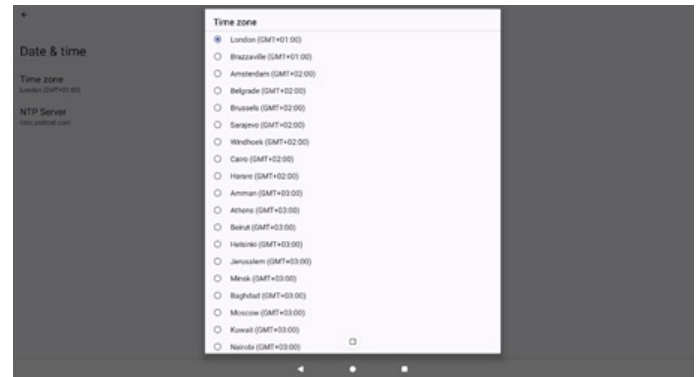 Date & time
Time zone
London (GMT+01:00)
NTP Server
Time zone
London (GMT+01:00)
Brazzaville (GMT+01:00)
Amsterdam (GMT+02:00)
Belgrade (GMT+02:00)
Brussels (GMT+02:00)
Sarajevo (GMT+02:00)
Windhoek (GMT+02:00)
Cairo (GMT+02:00)
Harare (GMT+02:00)
Amman (GMT+03:00)
Athens (GMT+03:00)
Beirut (GMT+03:00)
Helsinki (GMT+03:00)
Jerusalem (GMT+03:00)
Minsk (GMT+03:00)
Baghdad (GMT+03:00)
Moscow (GMT+03:00)
Kuwait (GMT+03:00)
Nairobi (GMT+03:00)